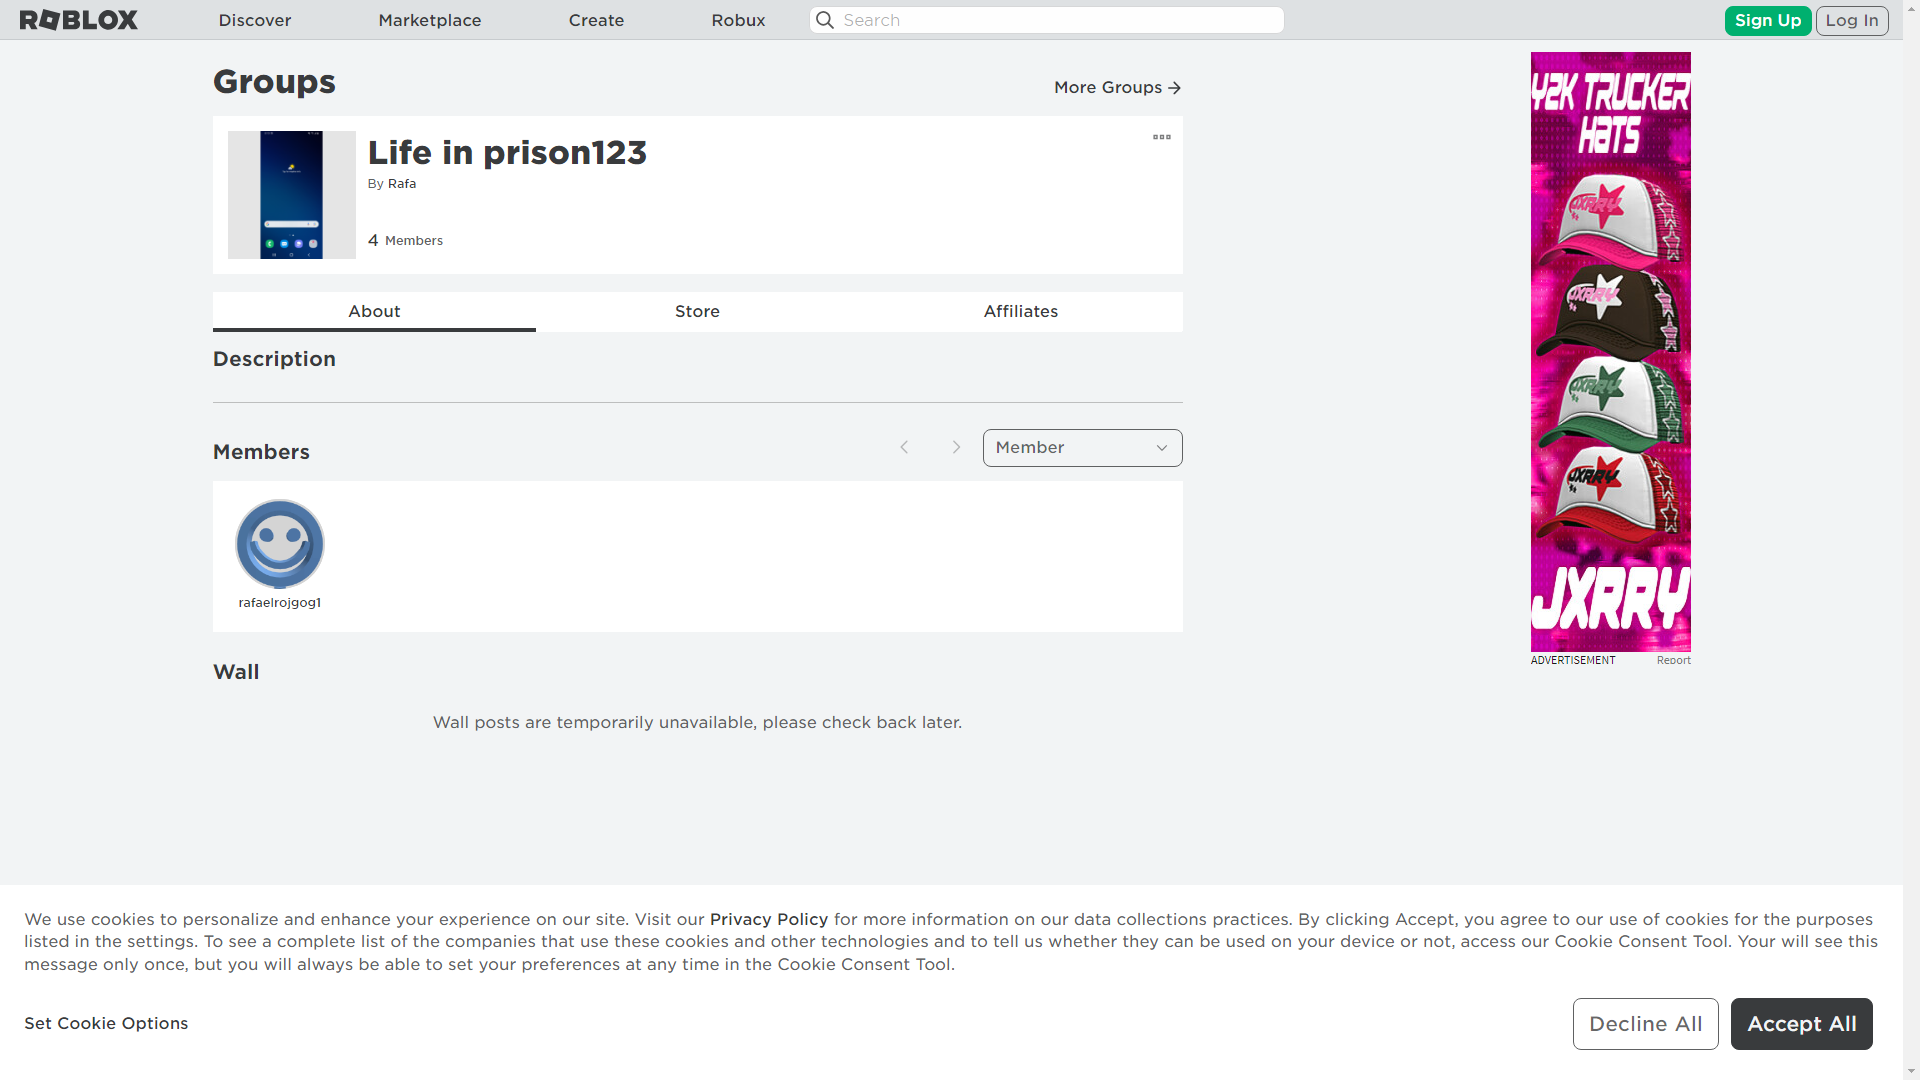 ROBLOX
Discover
Marketplace
Create
Robux
Search
Sign Up
Log In
Groups
More Groups
Life in prison123
By Rafa
4 Members
About
Store
Affiliates
Description
Members
Member
rafaelrojgog1
Wall
Wall posts are temporarily unavailable, please check back later.
Y2K TRUCKER
HATS
JXRRY
JXRRY
JXRRY
JXRRY
JXRRY
ADVERTISEMENT
Report
We use cookies to personalize and enhance your experience on our site. Visit our Privacy Policy for more information on our data collections practices. By clicking Accept, you agree to our use of cookies for the purposes
listed in the settings. To see a complete list of the companies that use these cookies and other technologies and to tell us whether they can be used on your device or not, access our Cookie Consent Tool. Your will see this
message only once, but you will always be able to set your preferences at any time in the Cookie Consent Tool.
Set Cookie Options
Decline All
Accept All